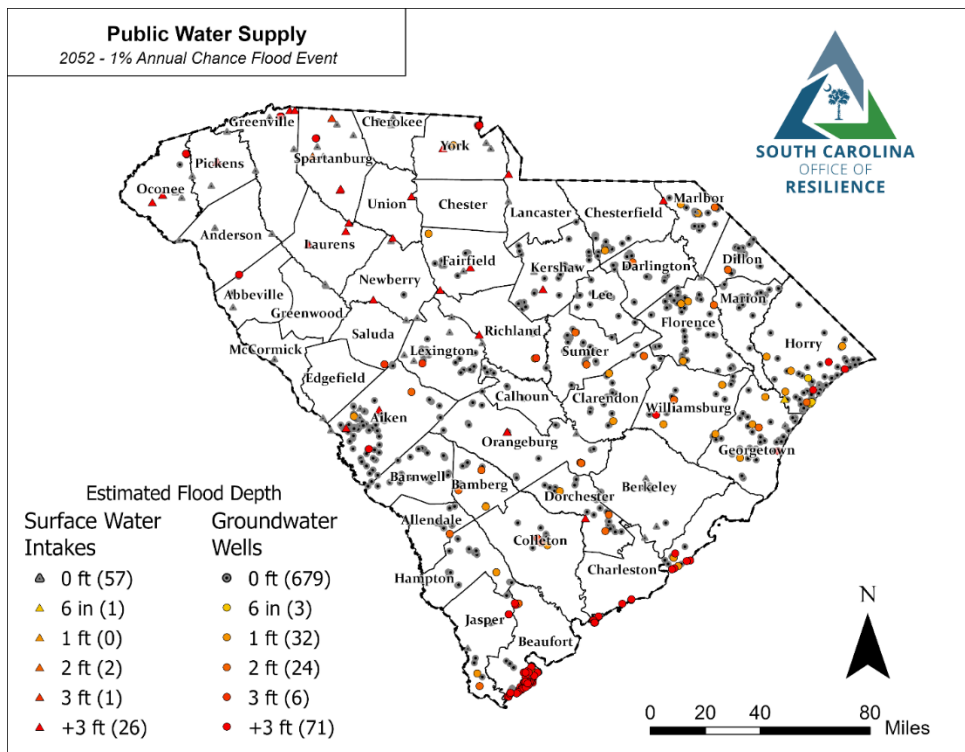 Public Water Supply
2052 - 1% Annual Chance Flood Event
SOUTH CAROLINA
OFFICE OF
RESILIENCE
Greenville
Cherokee
York
Pickens
Spartanburg
Oconee
Union
Chester
Lancaster
Chesterfield
Marlbor
Anderson
Laurens
Fairfield
Kershaw
Darlington
Dillon
Newberry
Lee
Marion
Abbeville
Greenwood
Richland
Florence
Horry
Saluda
Lexington
Sumter
McCormick
Edgefield
Calhoun
Clarendon
Williamsburg
Aiken
Orangeburg
Georgetown
Barnwell
Bamberg
Berkeley
Dorchester
Allendale
Colleton
Charleston
Hampton
Jasper
Beaufort
Estimated Flood Depth
Surface Water
Intakes
0 ft (57)
6 in (1)
1 ft (0)
2 ft (2)
3 ft (1)
+3 ft (26)
Groundwater
Wells
0 ft (679)
6 in (3)
1 ft (32)
2 ft (24)
3 ft (6)
+3 ft (71)
N
0 20 40 80
Miles